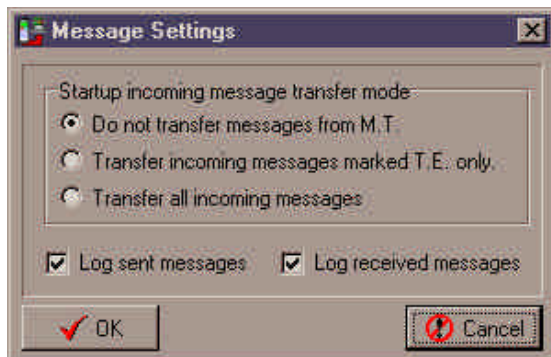 Message Settings
Startup incoming message transfer mode
Do not transfer messages from M.T.
Transfer incoming messages marked T.E. only.
Transfer all incoming messages
Log sent messages Log received messages
OK Cancel